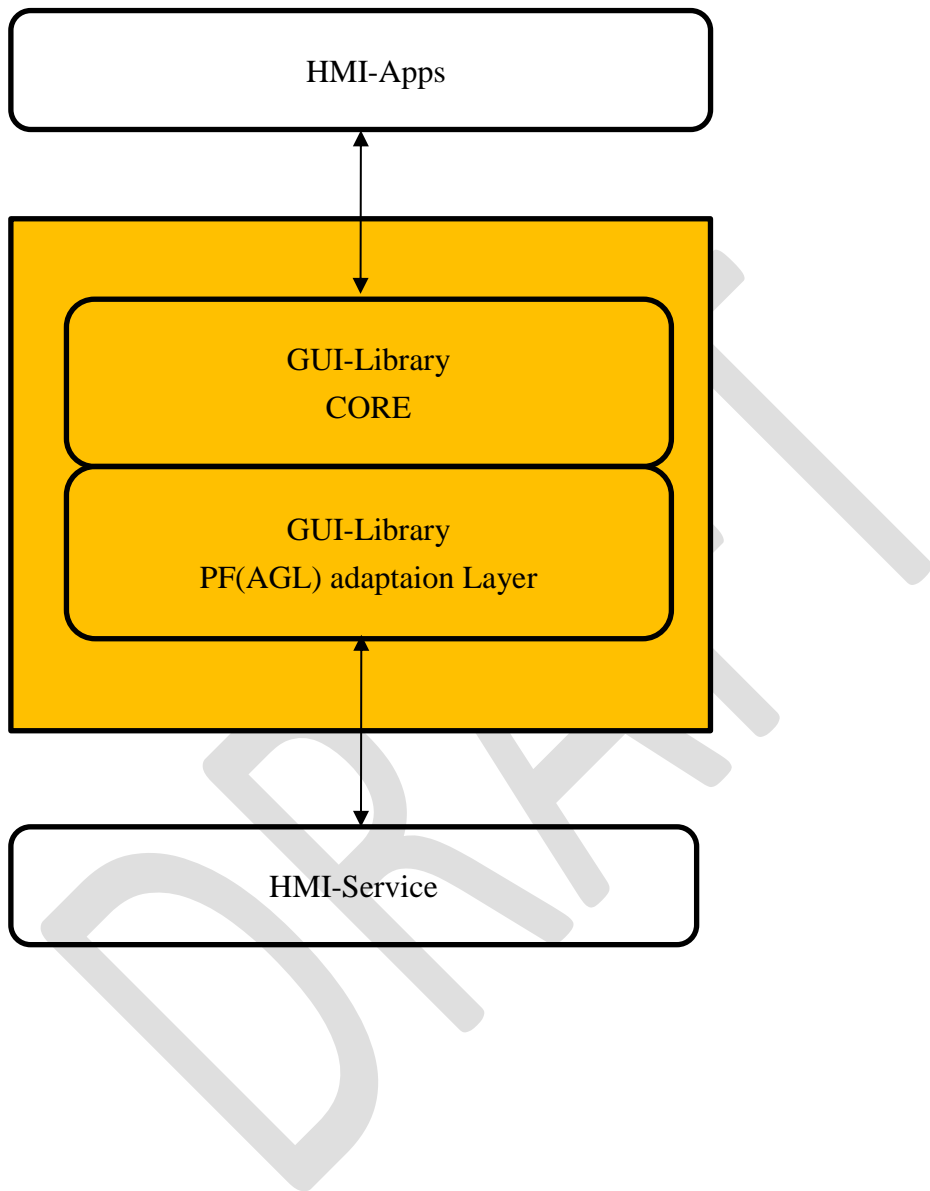 HMI-Apps
GUI-Library
CORE
GUI-Library
PF(AGL) adaptaion Layer
HMI-Service
DRAFT